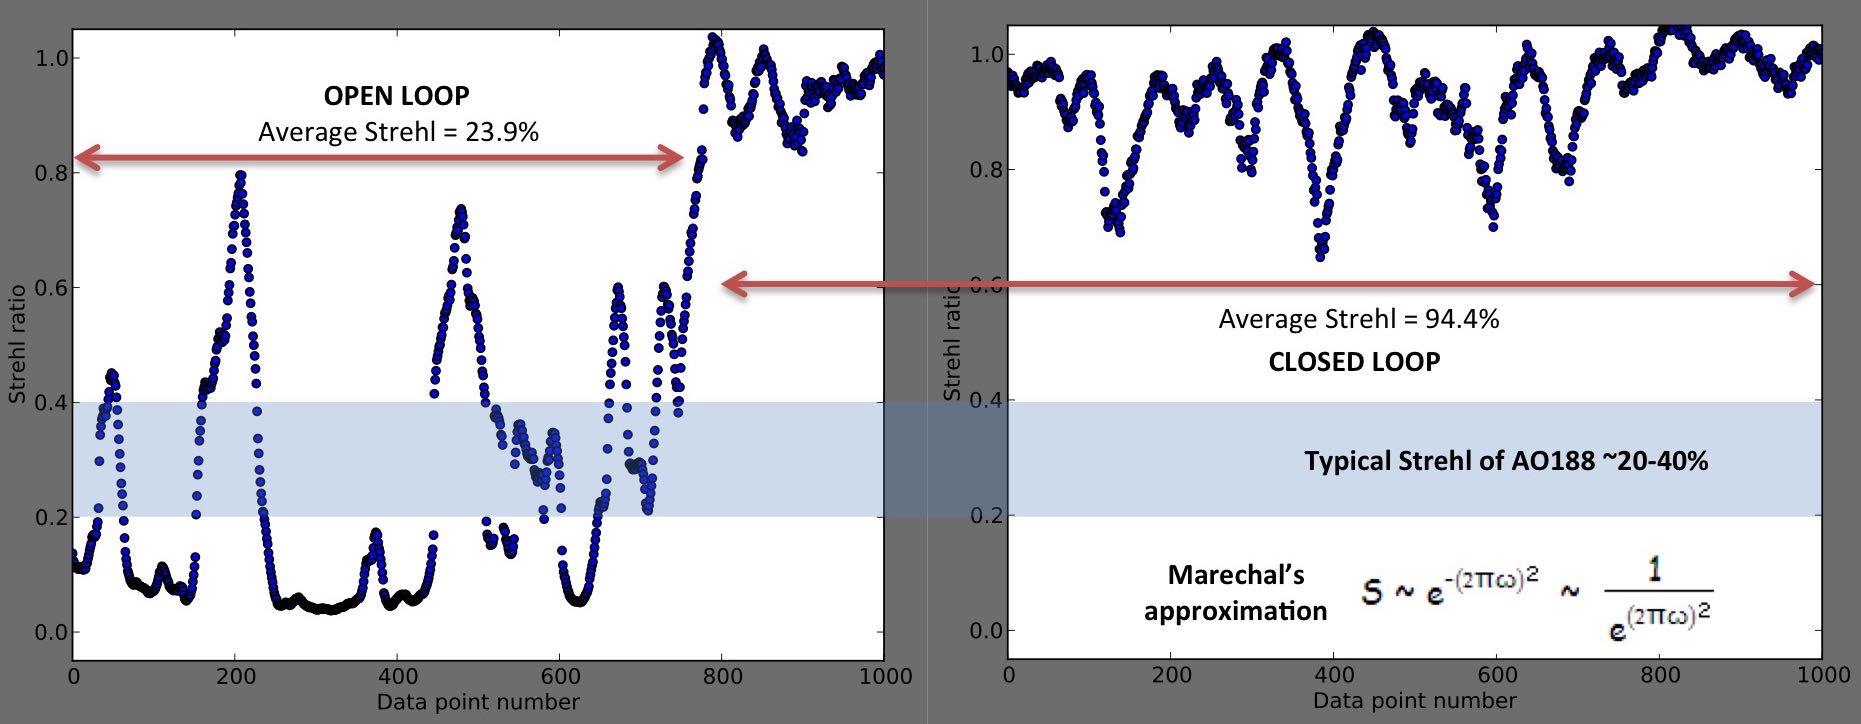 OPEN LOOP
Average Strehl = 23.9%
1.0
0.8
0.6
0.4
0.2
0.0
Strehl ratio
0 200 400 600 800 1000
Data point number
1.0
0.8
0.6
0.4
0.2
0.0
Strehl ratio
Average Strehl = 94.4%
CLOSED LOOP
Typical Strehl of AO188 ~20-40%
Marechal's
approximation
S ~ e^-(2πω)² ~ 1 / e^(2πω)²
0 200 400 600 800 1000
Data point number